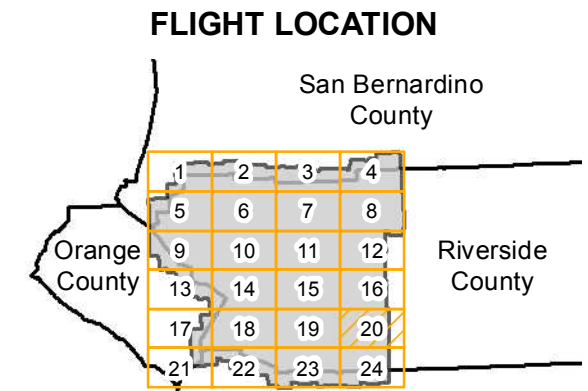 FLIGHT LOCATION
San Bernardino
County
1 2 3 4
5 6 7 8
9 10 11 12
Orange
County
Riverside
County
13 14 15 16
17 18 19 20
21 22 23 24